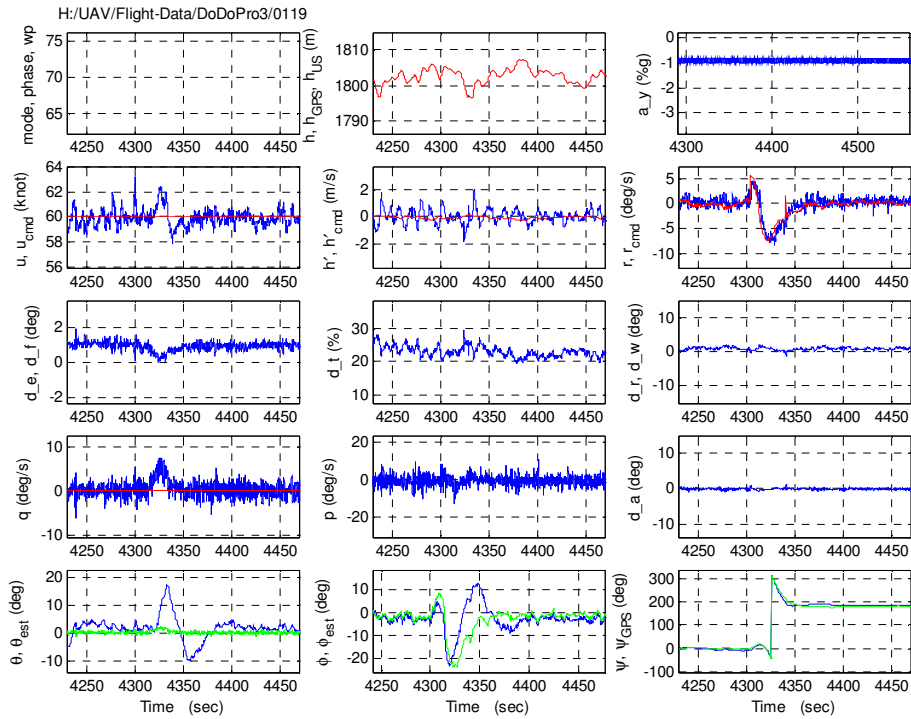 H:/UAV/Flight-Data/DoDoPro3/0119
mode, phase, wp
75
70
65
4250 4300 4350 4400 4450
h, h_GPS, h_US (m)
1810
1800
1790
4250 4300 4350 4400 4450
a_y (%g)
0
-1
-2
-3
4300 4400 4500
u, u_cmd (knot)
64
62
60
58
56
4250 4300 4350 4400 4450
h', h'_cmd (m/s)
2
0
-2
4250 4300 4350 4400 4450
r, r_cmd (deg/s)
5
0
-5
-10
4250 4300 4350 4400 4450
d_e, d_f (deg)
2
0
-2
4250 4300 4350 4400 4450
d_t (%)
30
20
10
4250 4300 4350 4400 4450
d_r, d_w (deg)
10
0
-10
4250 4300 4350 4400 4450
q (deg/s)
10
0
-10
4250 4300 4350 4400 4450
p (deg/s)
20
0
-20
4250 4300 4350 4400 4450
d_a (deg)
10
0
-10
4250 4300 4350 4400 4450
θ, θ_est (deg)
20
10
0
-10
4250 4300 4350 4400 4450
Time (sec)
ϕ, ϕ_est (deg)
10
0
-10
-20
4250 4300 4350 4400 4450
Time (sec)
ψ, ψ_GPS (deg)
300
200
100
0
-100
4250 4300 4350 4400 4450
Time (sec)